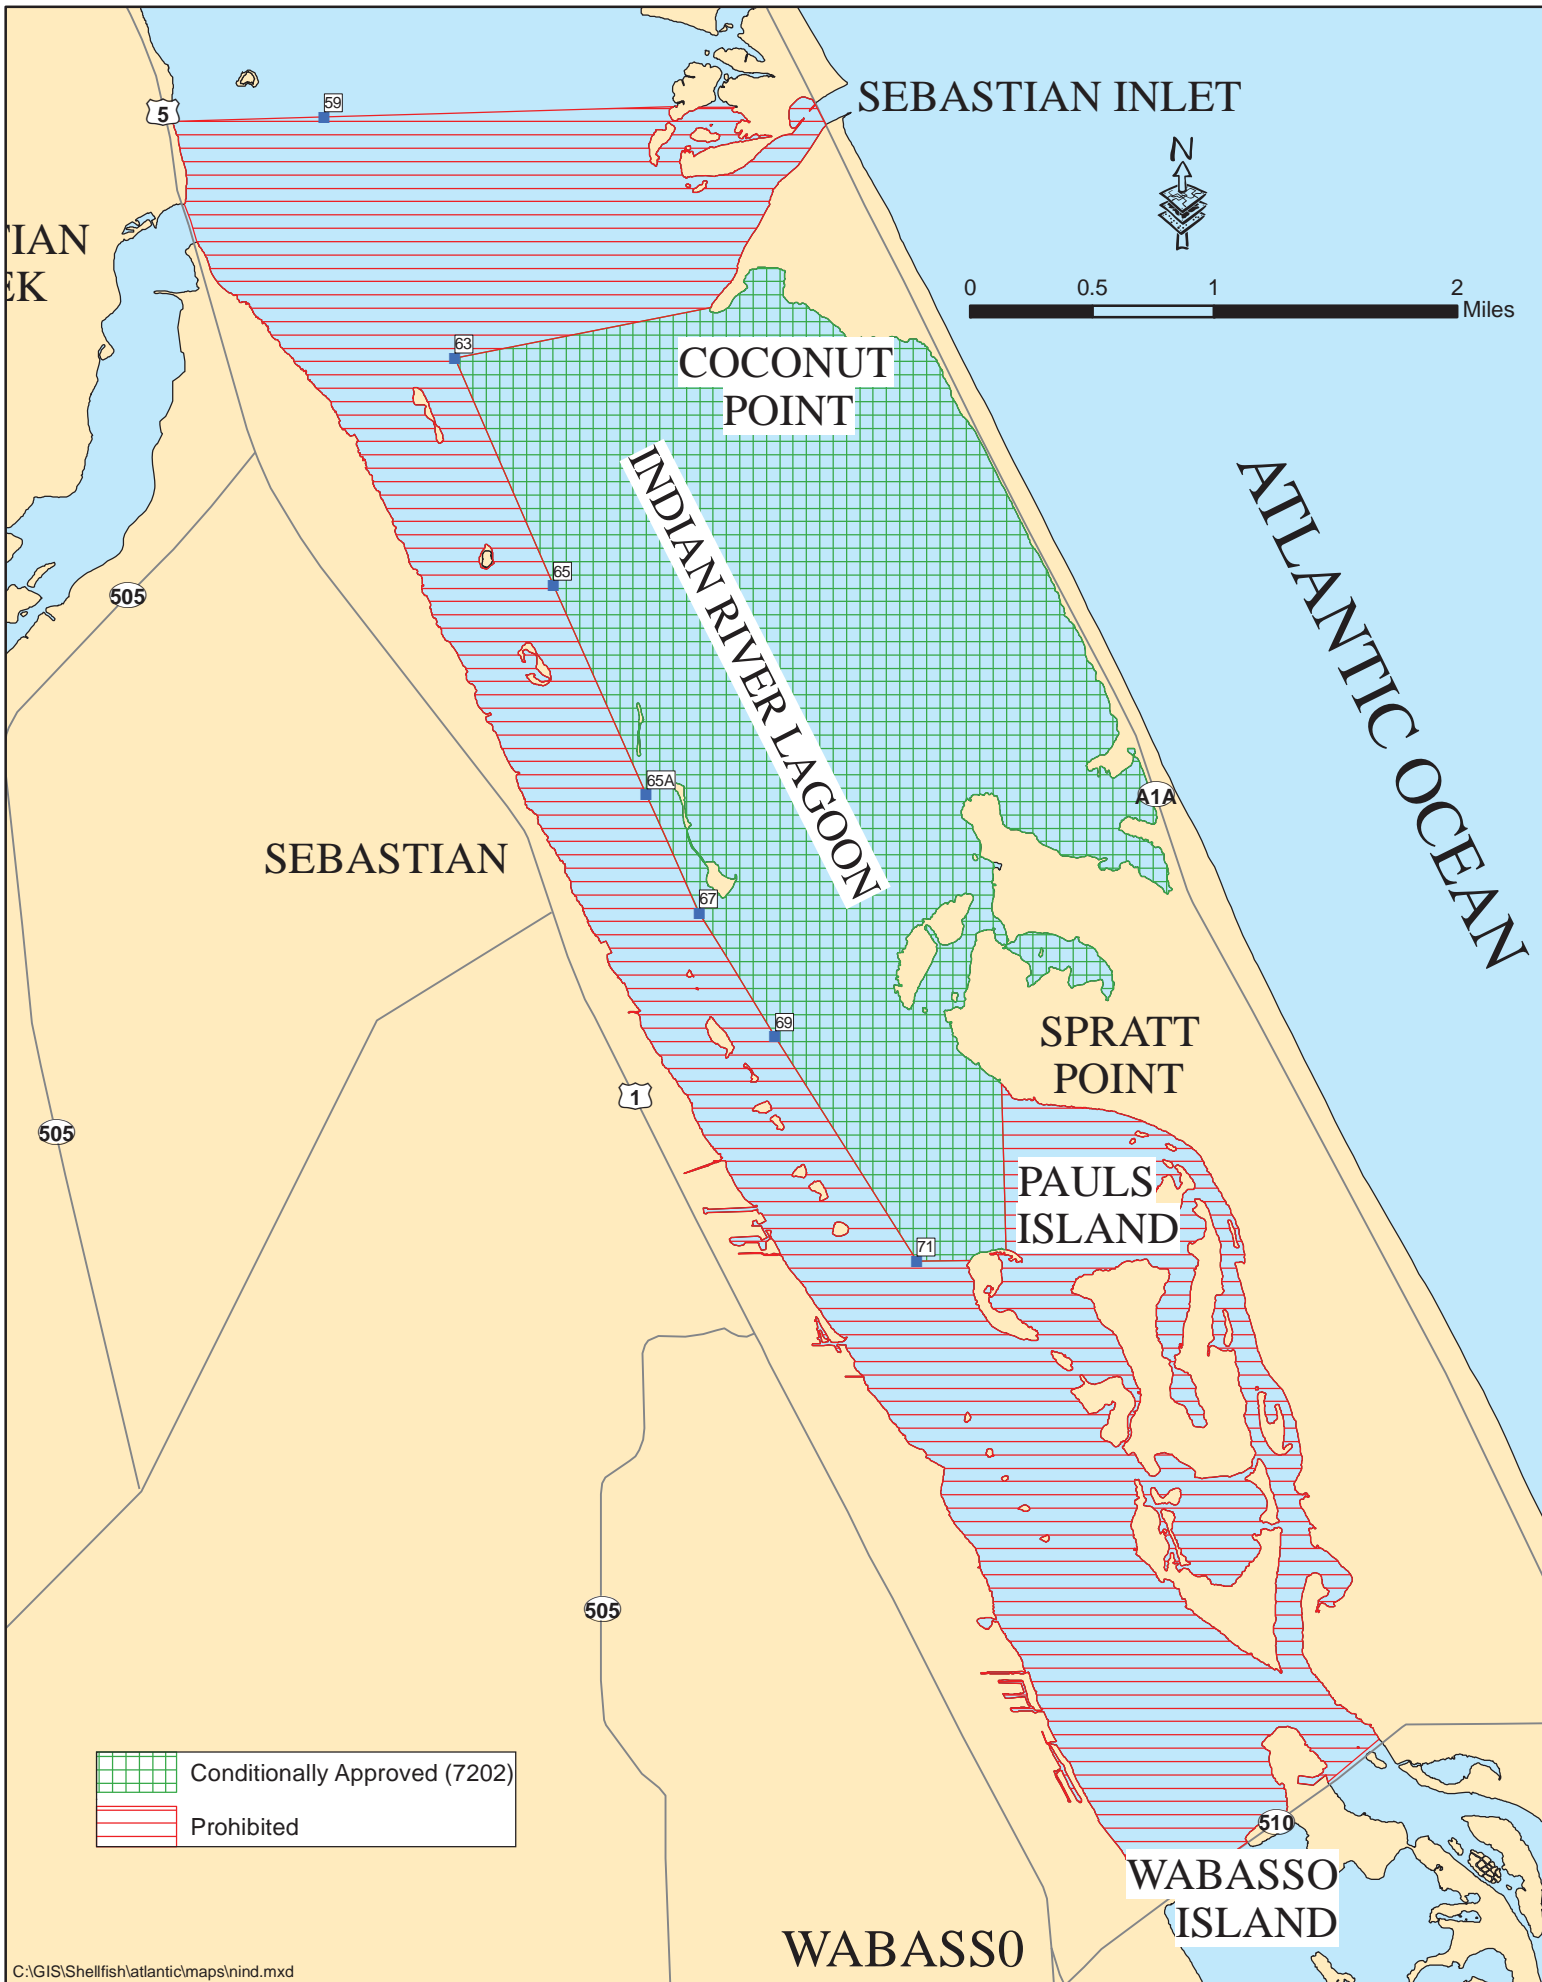 59
5
SEBASTIAN INLET
N
TIAN
EK
0 0.5 1 2
Miles
63
COCONUT
POINT
INDIAN RIVER LAGOON
ATLANTIC OCEAN
65
505
65A
A1A
SEBASTIAN
67
69
SPRATT
POINT
1
505
PAULS
ISLAND
71
505
Conditionally Approved (7202)
Prohibited
510
WABASSO
ISLAND
WABASS0
C:\GIS\Shellfish\atlantic\maps\nind.mxd